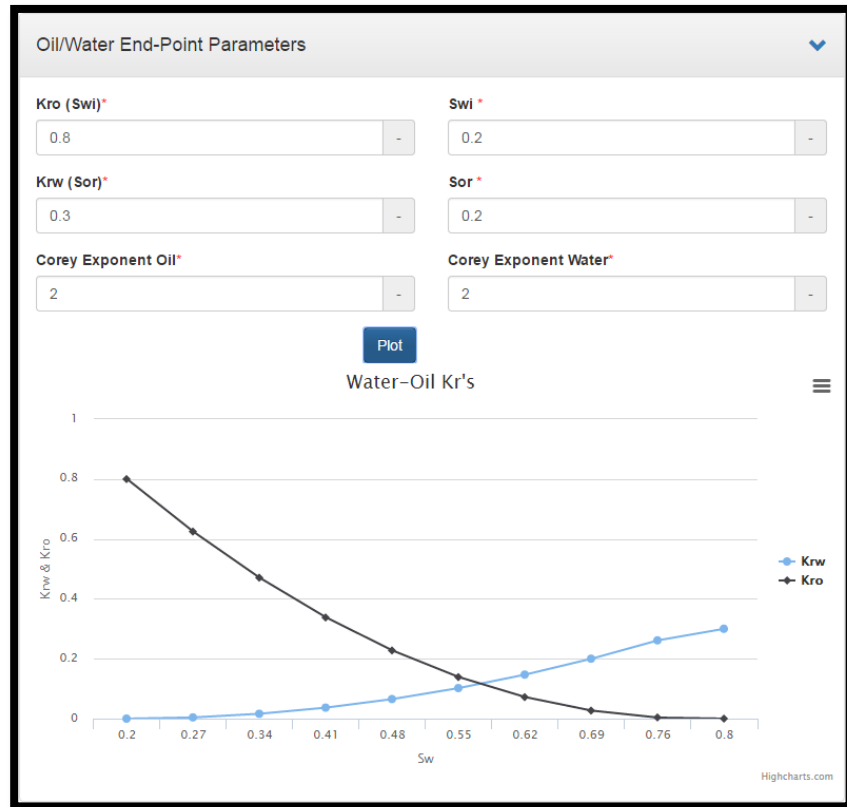 Oil/Water End-Point Parameters
Kro (Swi)* Swi *
0.8 - 0.2 -
Krw (Sor)* Sor *
0.3 - 0.2 -
Corey Exponent Oil* Corey Exponent Water*
2 - 2 -
Plot
Water-Oil Kr's
1
0.8
0.6
0.4
0.2
0
Krw & Kro
Krw
Kro
0.2 0.27 0.34 0.41 0.48 0.55 0.62 0.69 0.76 0.8
Sw
Highcharts.com